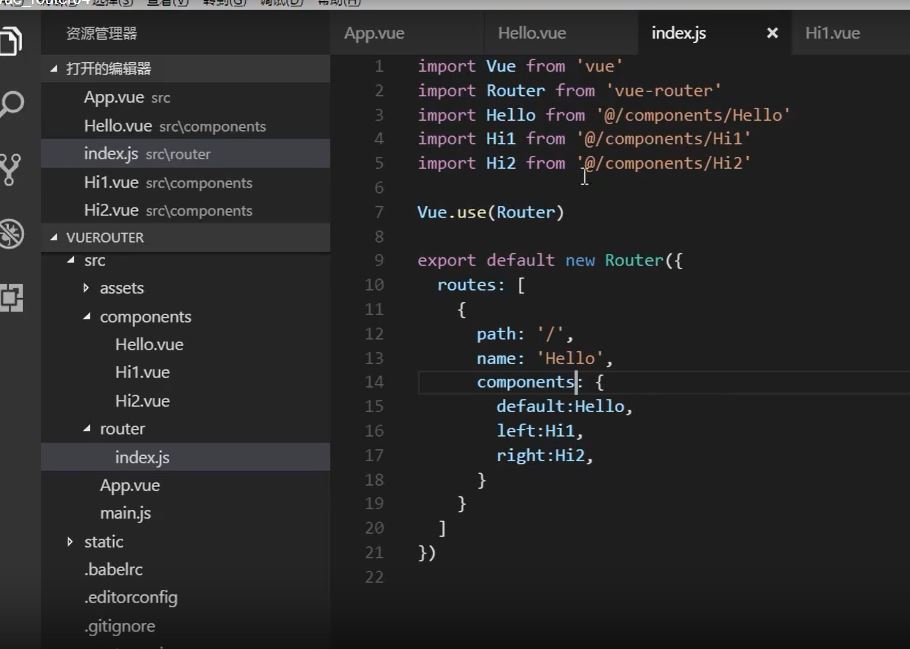 选择(S) 查看(V) 转到(G) 调试(D) 帮助(H)
资源管理器
打开的编辑器
App.vue src
Hello.vue src\components
index.js src\router
Hi1.vue src\components
Hi2.vue src\components
VUEROUTER
src
assets
components
Hello.vue
Hi1.vue
Hi2.vue
router
index.js
App.vue
main.js
static
.babelrc
.editorconfig
.gitignore
App.vue Hello.vue index.js × Hi1.vue
1 import Vue from 'vue'
2 import Router from 'vue-router'
3 import Hello from '@/components/Hello'
4 import Hi1 from '@/components/Hi1'
5 import Hi2 from '@/components/Hi2'
6
7 Vue.use(Router)
8
9 export default new Router({
10 routes: [
11 {
12 path: '/',
13 name: 'Hello',
14 components: {
15 default:Hello,
16 left:Hi1,
17 right:Hi2,
18 }
19 }
20 ]
21 })
22